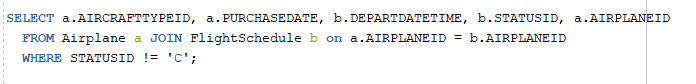 SELECT a.AIRCRAFTTYPEID, a.PURCHASEDATE, b.DEPARTDATETIME, b.STATUSID, a.AIRPLANEID
FROM Airplane a JOIN FlightSchedule b on a.AIRPLANEID = b.AIRPLANEID
WHERE STATUSID != 'C';